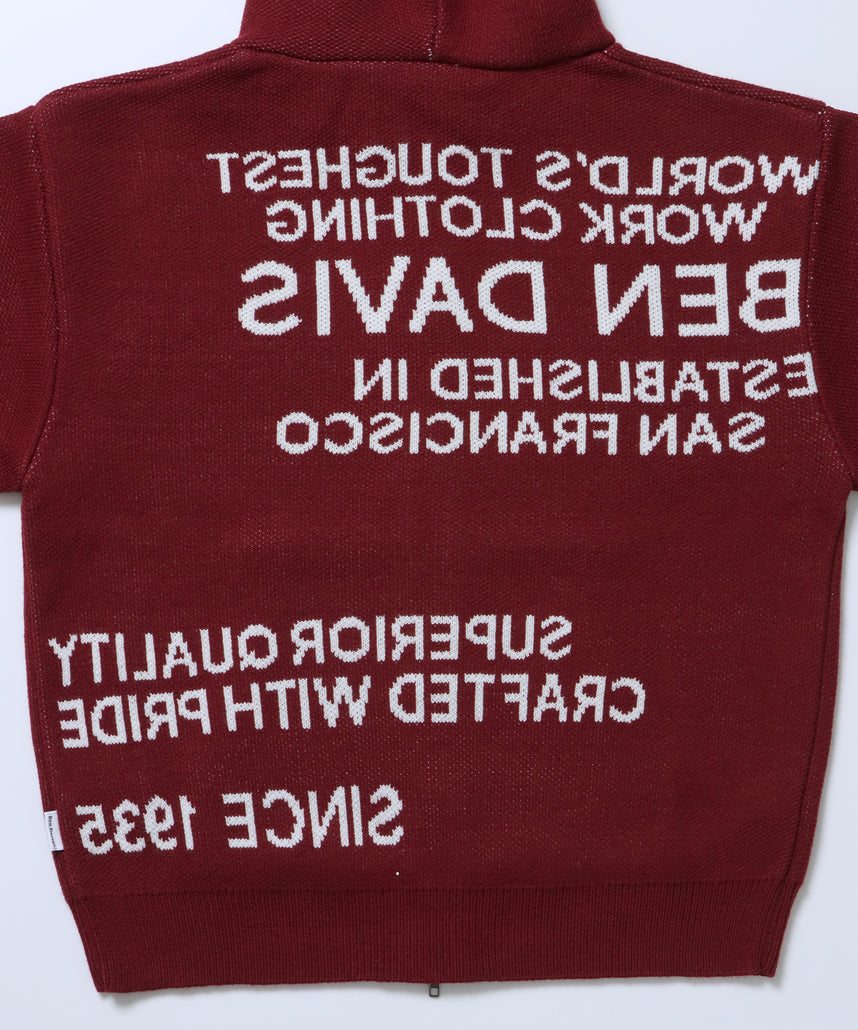 WORLD'S TOUGHEST
WORK CLOTHING
BEN DAVIS
ESTABLISHED IN
SAN FRANCISCO
SUPERIOR QUALITY
CRAFTED WITH PRIDE
SINCE 1935